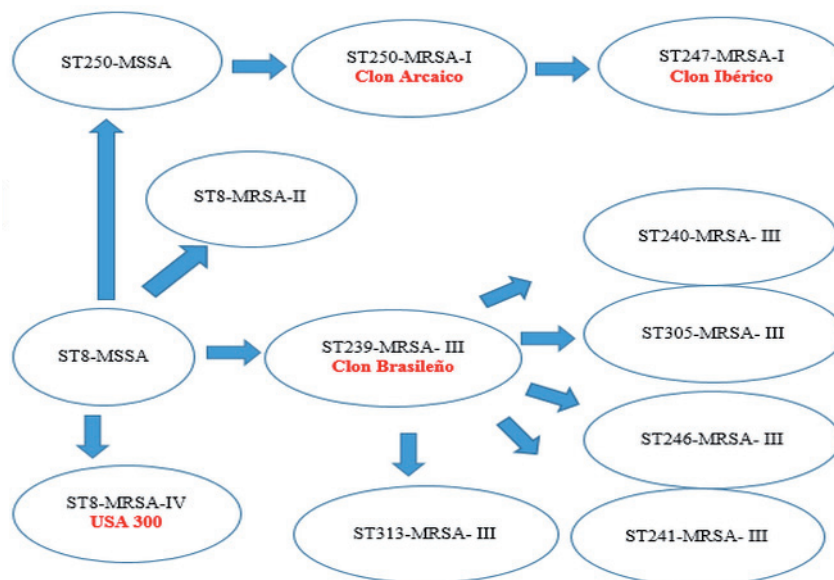 ST250-MSSA
ST250-MRSA-I
Clon Arcaico
ST247-MRSA-I
Clon Ibérico
ST8-MRSA-II
ST240-MRSA- III
ST8-MSSA
ST239-MRSA- III
Clon Brasileño
ST305-MRSA- III
ST246-MRSA- III
ST8-MRSA-IV
USA 300
ST313-MRSA- III
ST241-MRSA- III